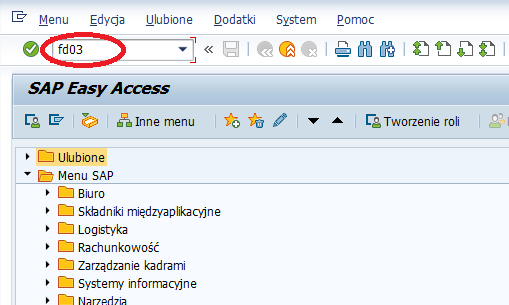 Menu Edycja Ulubione Dodatki System Pomoc
fd03
SAP Easy Access
Inne menu Tworzenie roli
Ulubione
Menu SAP
Biuro
Składniki międzyaplikacyjne
Logistyka
Rachunkowość
Zarządzanie kadrami
Systemy informacyjne
Narzędzia